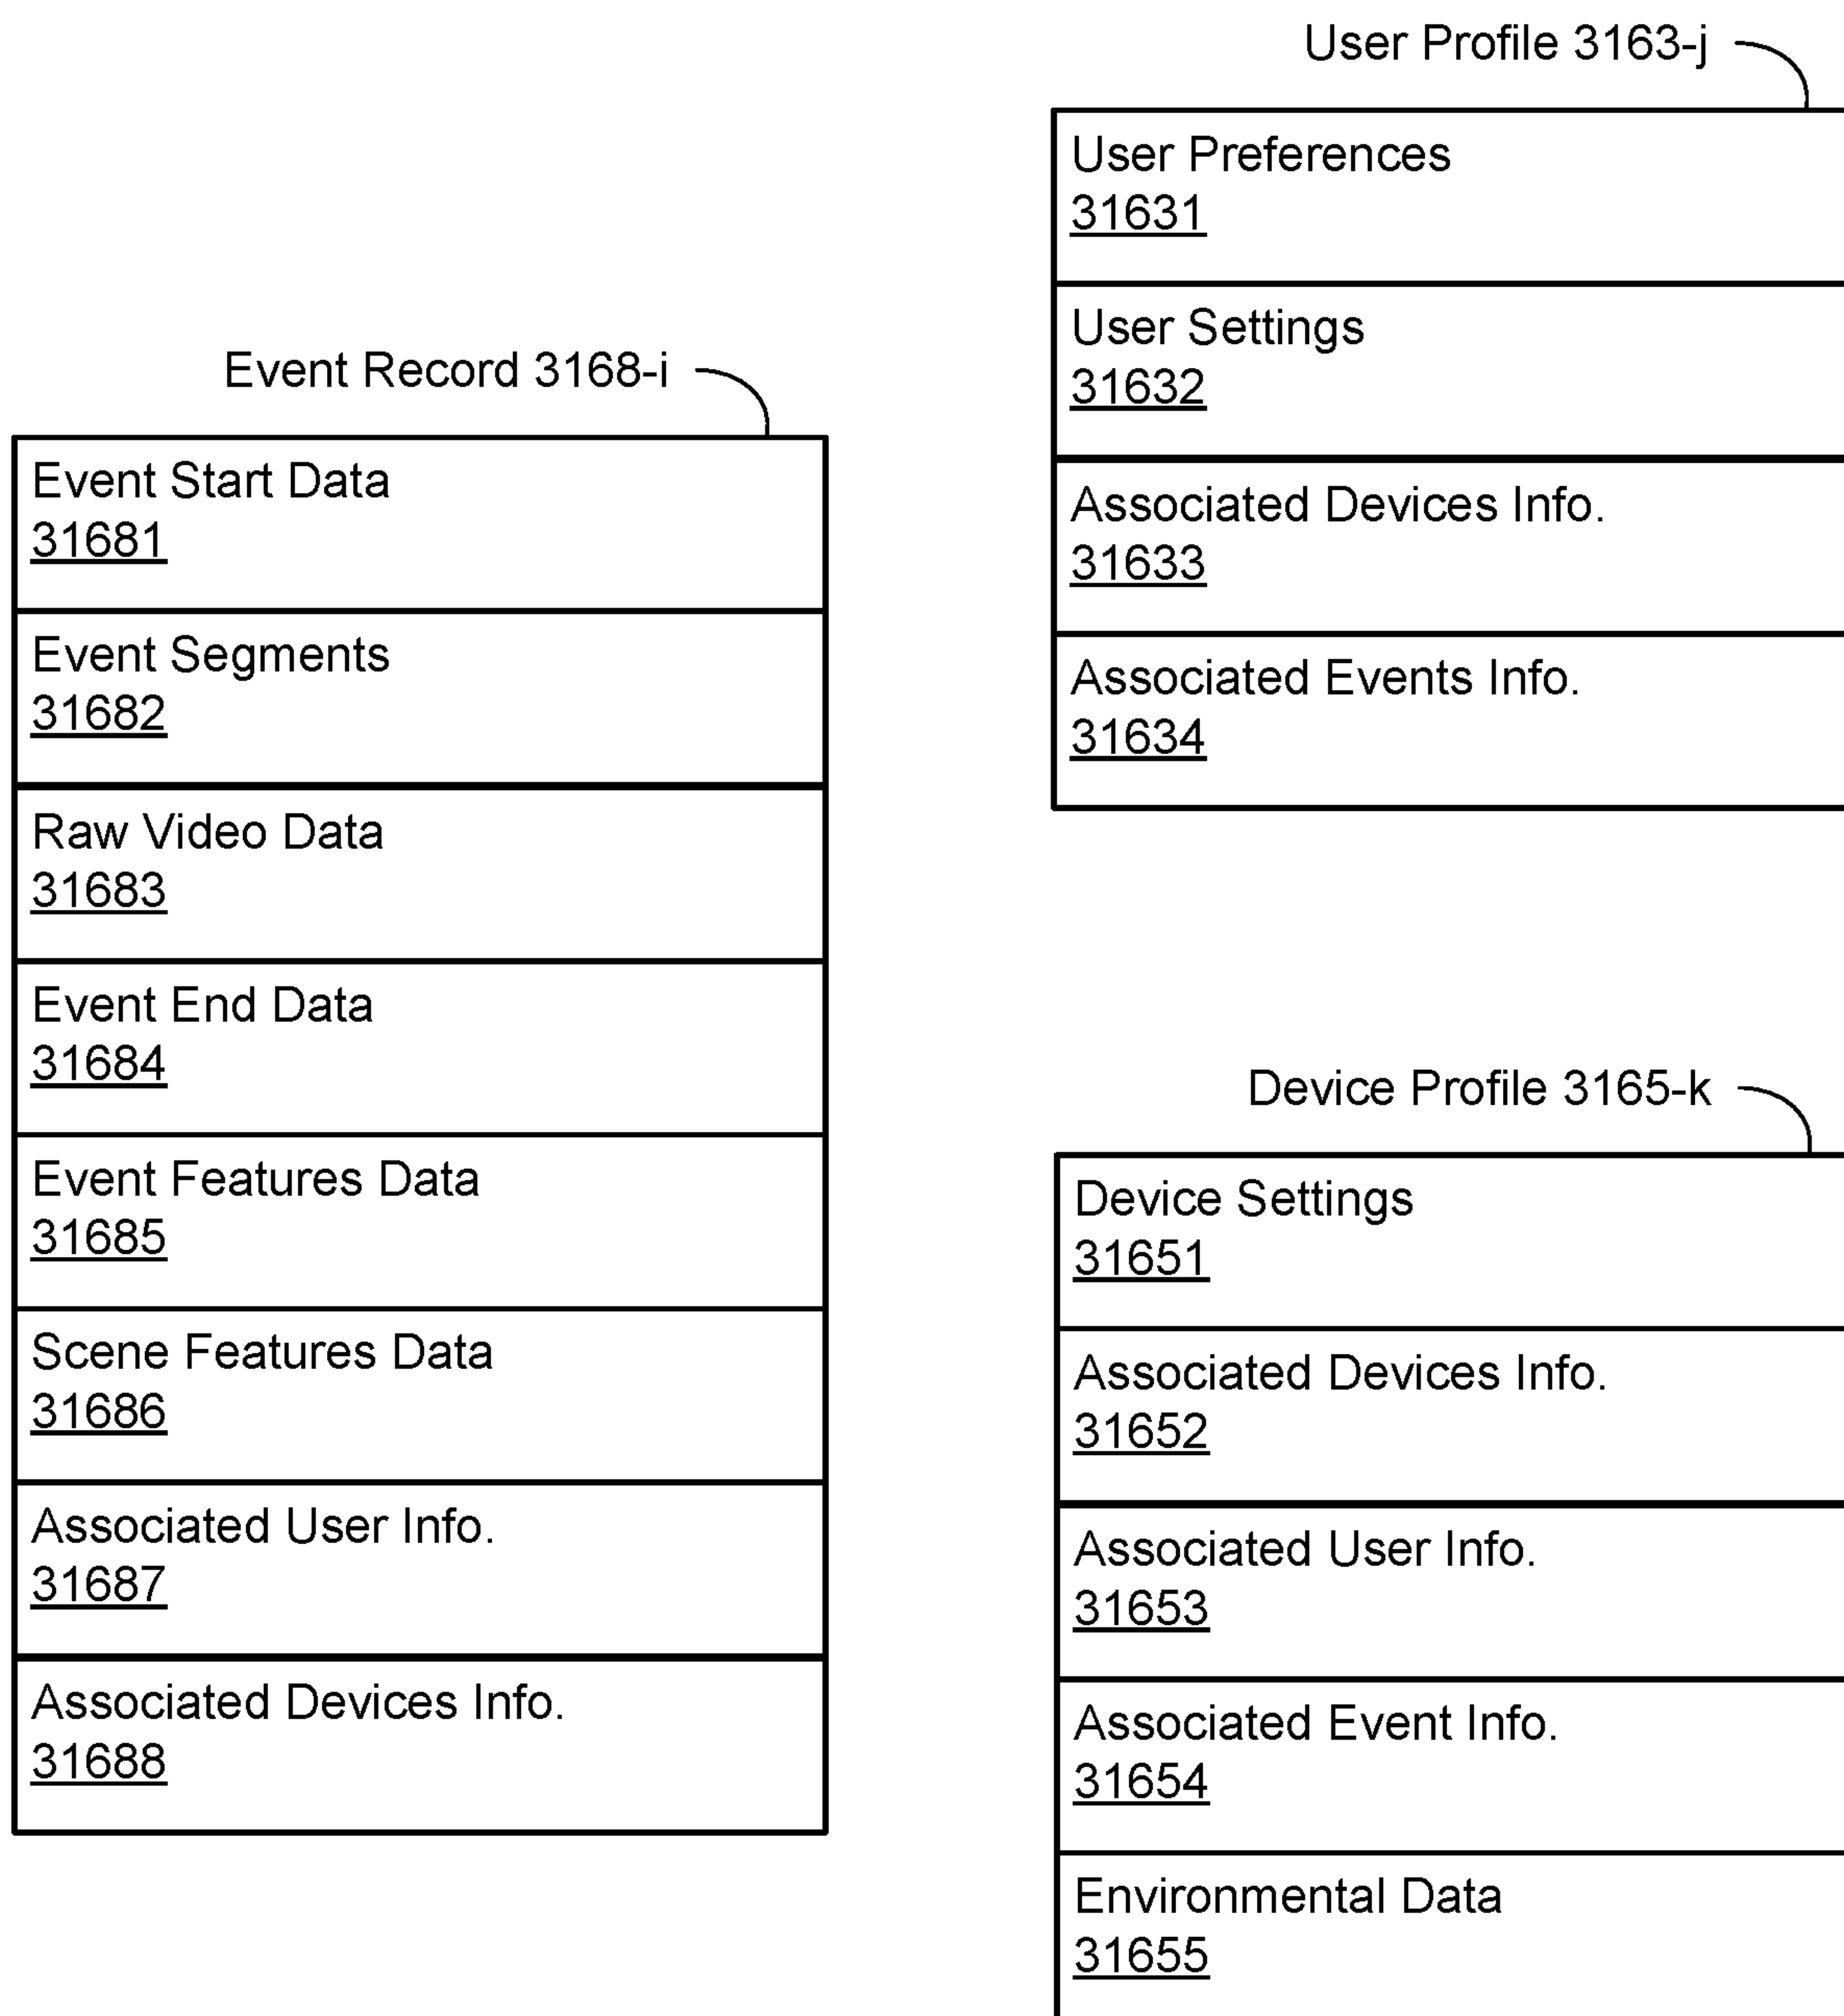 Event Record 3168-i
Event Start Data
31681
Event Segments
31682
Raw Video Data
31683
Event End Data
31684
Event Features Data
31685
Scene Features Data
31686
Associated User Info.
31687
Associated Devices Info.
31688
User Profile 3163-j
User Preferences
31631
User Settings
31632
Associated Devices Info.
31633
Associated Events Info.
31634
Device Profile 3165-k
Device Settings
31651
Associated Devices Info.
31652
Associated User Info.
31653
Associated Event Info.
31654
Environmental Data
31655